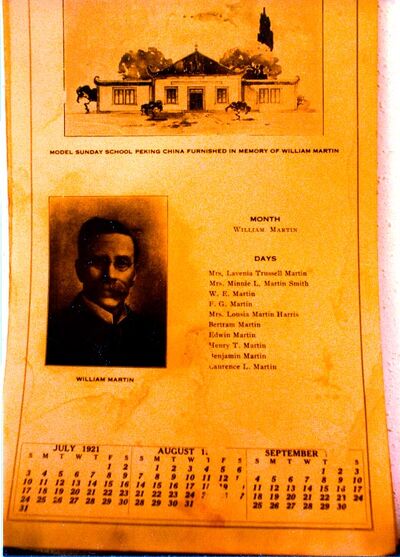 MODEL SUNDAY SCHOOL PEKING CHINA FURNISHED IN MEMORY OF WILLIAM MARTIN
WILLIAM MARTIN
MONTH
WILLIAM MARTIN
DAYS
Mrs. Lavenia Trussell Martin
Mrs. Minnie L. Martin Smith
W. E. Martin
F. G. Martin
Mrs. Lousia Martin Harris
Bertram Martin
Edwin Martin
Henry T. Martin
Benjamin Martin
Laurence L. Martin
JULY 1921
S M T W T F S
1 2
3 4 5 6 7 8 9
10 11 12 13 14 15 16
17 18 19 20 21 22 23
24 25 26 27 28 29 30
31
AUGUST
S M T W T F S
1 2 3 4 5 6
7 8 9 10 11 12
14 15 16 17 18
21 22 23 24
28 29 30 31
SEPTEMBER
S M T W T F S
1 2 3
4 5 6 7 8 9 10
11 12 13 14 15 16 17
18 19 20 21 22 23 24
25 26 27 28 29 30